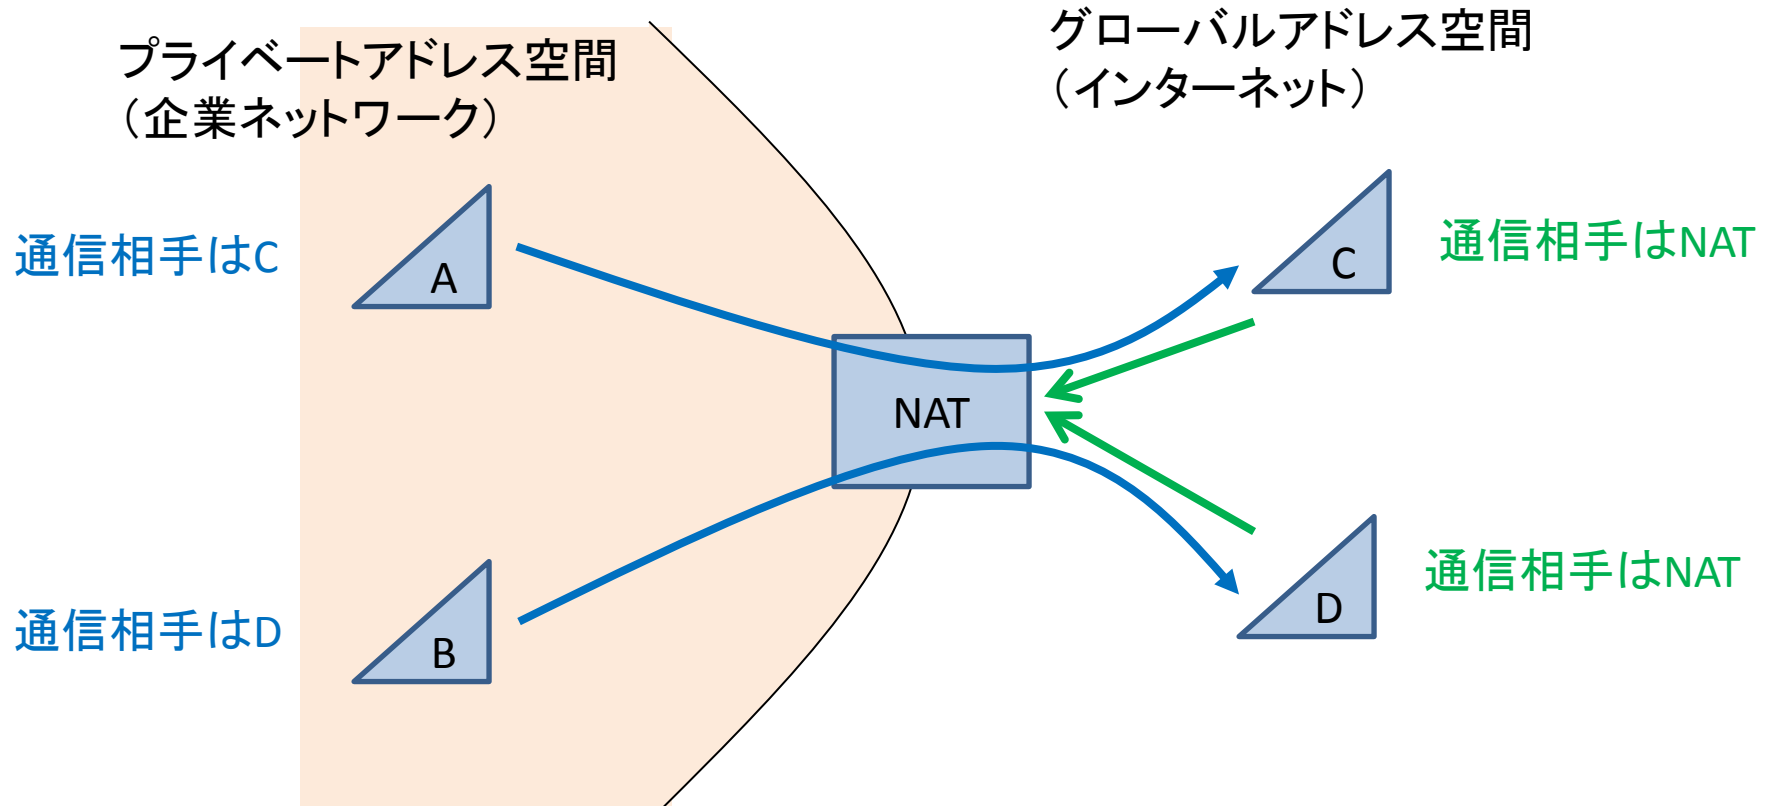 プライベートアドレス空間
（企業ネットワーク）
グローバルアドレス空間
（インターネット）
通信相手はC
A
C
通信相手はNAT
NAT
通信相手はD
B
D
通信相手はNAT